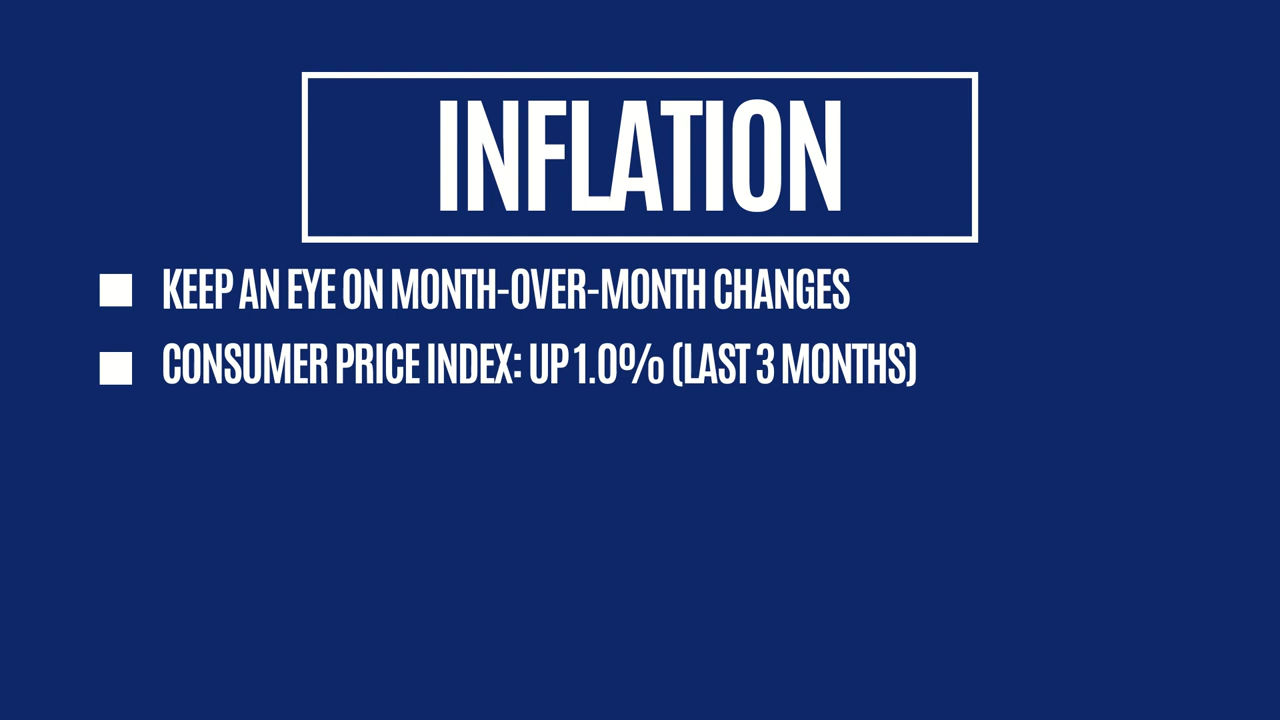 INFLATION
KEEP AN EYE ON MONTH-OVER-MONTH CHANGES
CONSUMER PRICE INDEX: UP 1.0% (LAST 3 MONTHS)